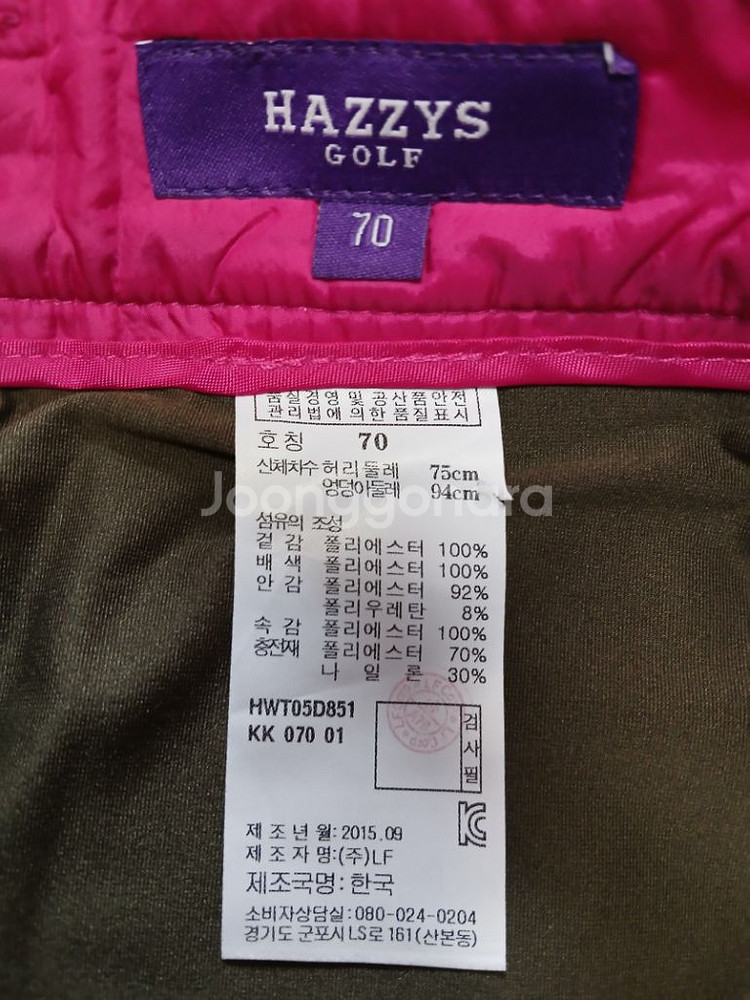 HAZZYS
GOLF
70
품질경영 및 공산품안전
관리법에의한 품질표시
호칭 70
신체차수 허리둘레 75cm
엉덩아둘레 94cm
Joonggonara
섬유의 조성
겉감 폴리에스터 100%
배색 폴리에스터 100%
안감 폴리에스터 92%
폴리우레탄 8%
속감 폴리에스터 100%
충전재 폴리에스터 70%
나일론 30%
HWT05D851
KK 070 01
검사필
제조년월:2015.09
제조자명:(주)LF
제조국명:한국
소비자상담실:080-024-0204
경기도 군포시 LS로 161(산본동)